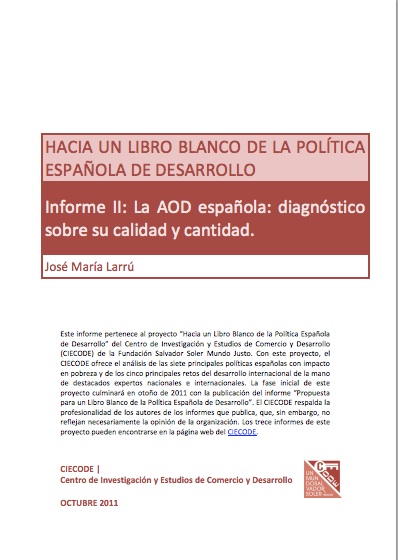 HACIA UN LIBRO BLANCO DE LA POLÍTICA
ESPAÑOLA DE DESARROLLO
Informe II: La AOD española: diagnóstico
sobre su calidad y cantidad.
José María Larrú
Este informe pertenece al proyecto "Hacia un Libro Blanco de la Política Española
de Desarrollo" del Centro de Investigación y Estudios de Comercio y Desarrollo
(CIECODE) de la Fundación Salvador Soler Mundo Justo. Con este proyecto, el
CIECODE ofrece el análisis de las siete principales políticas españolas con impacto
en pobreza y de los cinco principales retos del desarrollo internacional de la mano
de destacados expertos nacionales e internacionales. La fase inicial de este
proyecto culminará en otoño de 2011 con la publicación del informe "Propuesta
para un Libro Blanco de la Política Española de Desarrollo". El CIECODE respalda la
profesionalidad de los autores de los informes que publica, que, sin embargo, no
reflejan necesariamente la opinión de la organización. Los trece informes de este
proyecto pueden encontrarse en la página web del CIECODE.
CIECODE |
Centro de Investigación y Estudios de Comercio y Desarrollo
OCTUBRE 2011